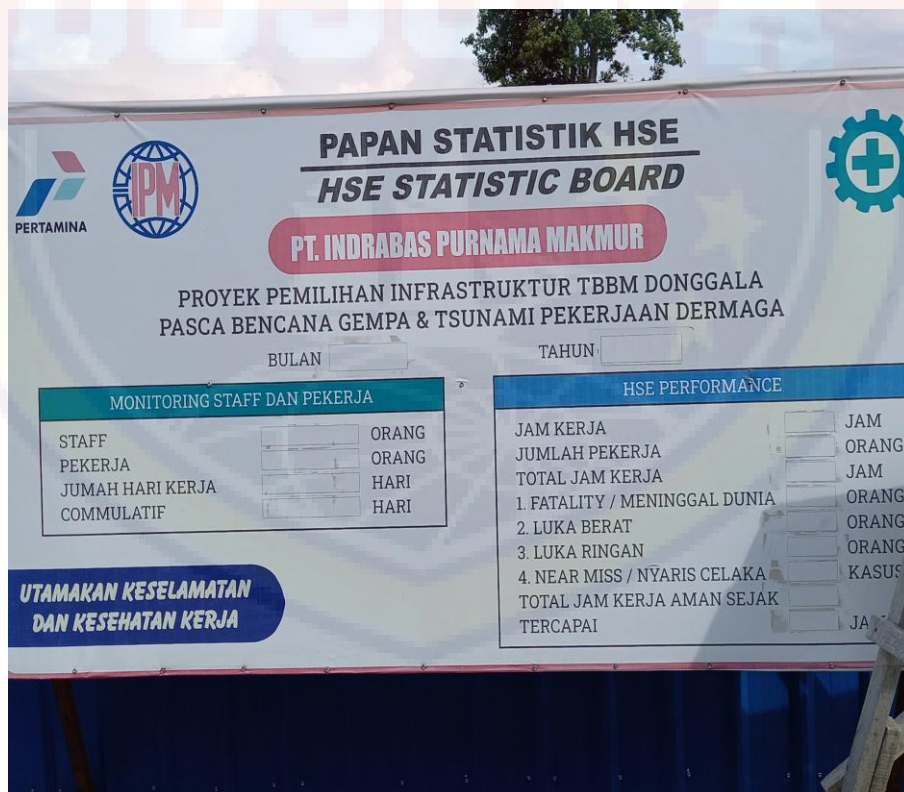 PAPAN STATISTIK HSE
HSE STATISTIC BOARD
PERTAMINA
IPM
PT. INDRABAS PURNAMA MAKMUR
PROYEK PEMILIHAN INFRASTRUKTUR TBBM DONGGALA
PASCA BENCANA GEMPA & TSUNAMI PEKERJAAN DERMAGA
BULAN TAHUN
MONITORING STAFF DAN PEKERJA
STAFF ORANG
PEKERJA ORANG
JUMAH HARI KERJA HARI
COMMULATIF HARI
HSE PERFORMANCE
JAM KERJA JAM
JUMLAH PEKERJA ORANG
TOTAL JAM KERJA JAM
1. FATALITY / MENINGGAL DUNIA ORANG
2. LUKA BERAT ORANG
3. LUKA RINGAN ORANG
4. NEAR MISS / NYARIS CELAKA KASUS
TOTAL JAM KERJA AMAN SEJAK
TERCAPAI
UTAMAKAN KESELAMATAN
DAN KESEHATAN KERJA